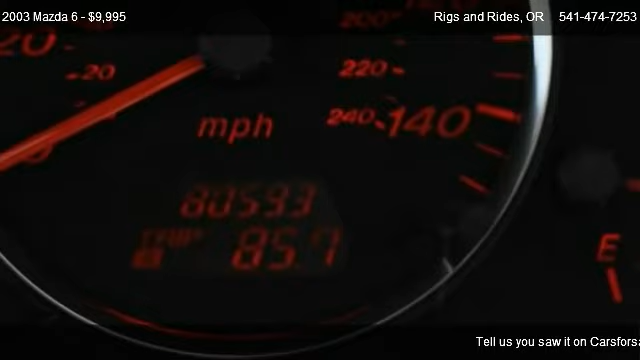 2003 Mazda 6 - $9,995
Rigs and Rides, OR 541-474-7253
200
20
20
220
mph
240
140
80593
TRIP
85.7
E
Tell us you saw it on Carsfors